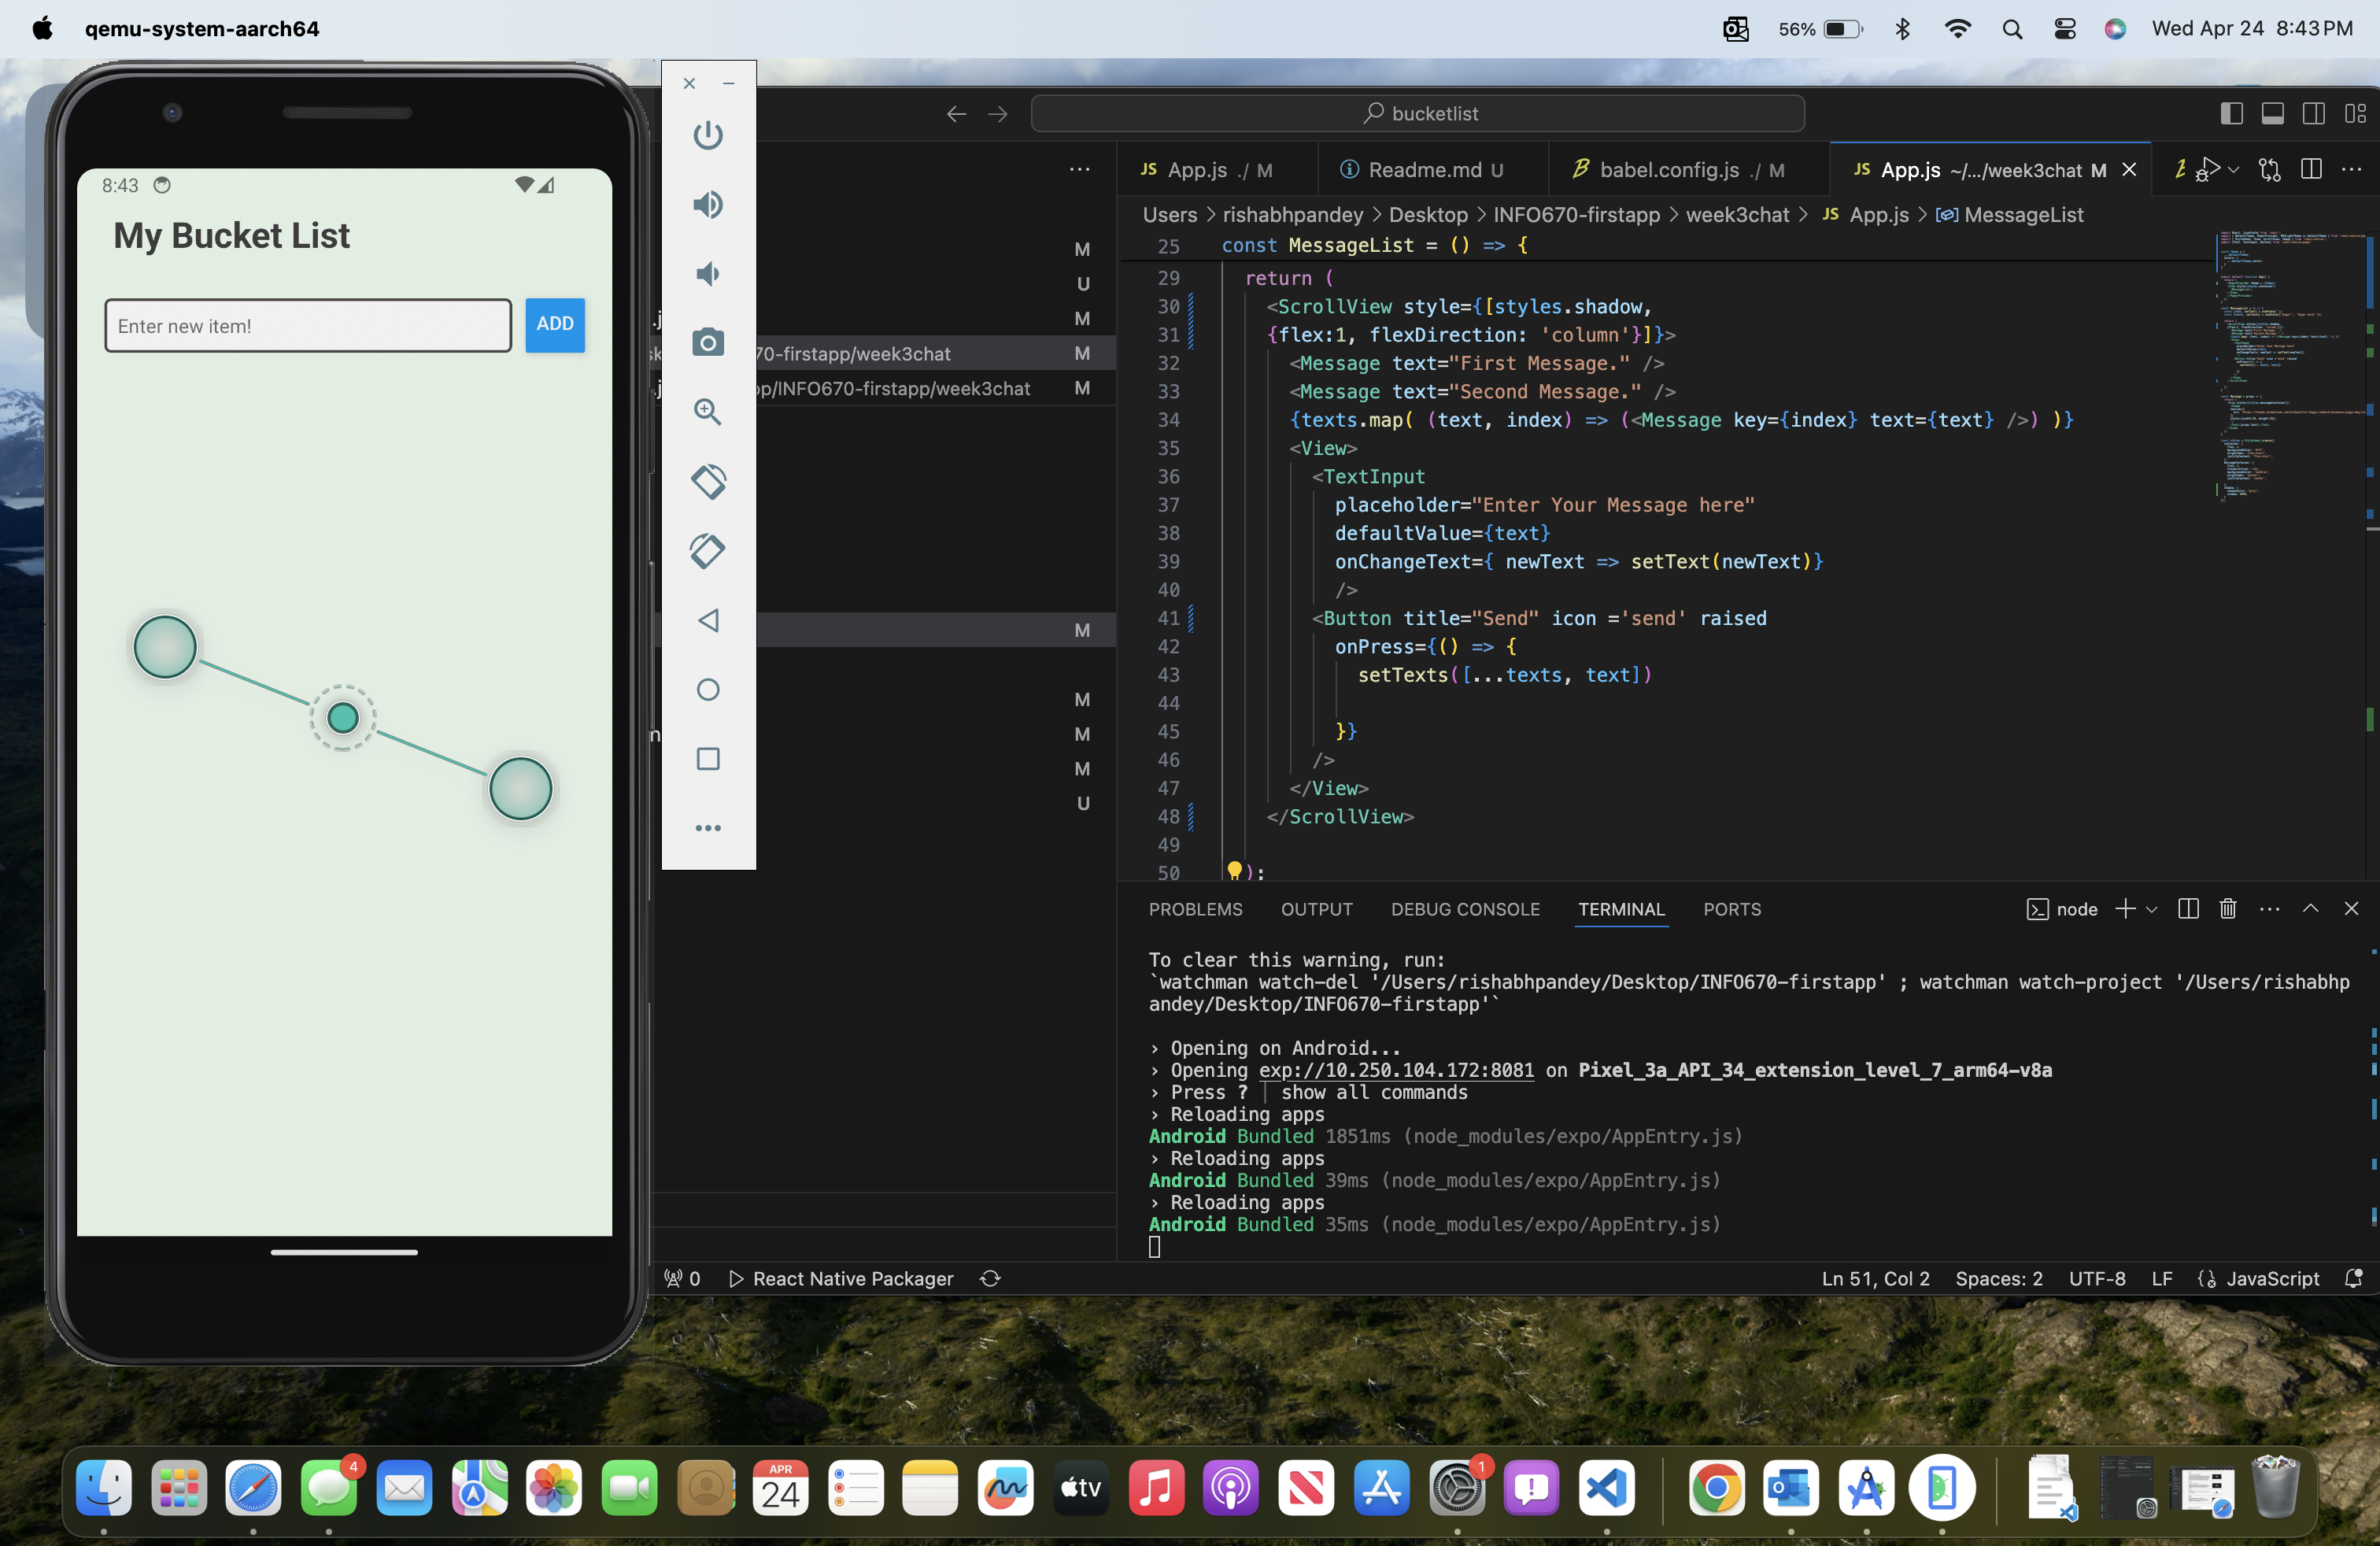 qemu-system-aarch64
56%
Wed Apr 24 8:43 PM
8:43
My Bucket List
Enter new item!
ADD
bucketlist
JS App.js ./ M
Readme.md U
babel.config.js ./ M
JS App.js ~/.../week3chat M
Users > rishabhpandey > Desktop > INFO670-firstapp > week3chat > JS App.js > MessageList
M
U
M
70-firstapp/week3chat M
pp/INFO670-firstapp/week3chat M
M
M
M
M
U
25 const MessageList = () => {
29 return (
30 <ScrollView style={[styles.shadow,
31 {flex:1, flexDirection: 'column'}]}>
32 <Message text="First Message." />
33 <Message text="Second Message." />
34 {texts.map( (text, index) => (<Message key={index} text={text} />) )}
35 <View>
36 <TextInput
37 placeholder="Enter Your Message here"
38 defaultValue={text}
39 onChangeText={ newText => setText(newText)}
40 />
41 <Button title="Send" icon ='send' raised
42 onPress={() => {
43 setTexts([...texts, text])
44
45 }}
46 />
47 </View>
48 </ScrollView>
49
50 );
PROBLEMS OUTPUT DEBUG CONSOLE TERMINAL PORTS
node
To clear this warning, run:
`watchman watch-del '/Users/rishabhpandey/Desktop/INFO670-firstapp' ; watchman watch-project '/Users/rishabhp
andey/Desktop/INFO670-firstapp'`
› Opening on Android...
› Opening exp://10.250.104.172:8081 on Pixel_3a_API_34_extension_level_7_arm64-v8a
› Press ? │ show all commands
› Reloading apps
Android Bundled 1851ms (node_modules/expo/AppEntry.js)
› Reloading apps
Android Bundled 39ms (node_modules/expo/AppEntry.js)
› Reloading apps
Android Bundled 35ms (node_modules/expo/AppEntry.js)
0 React Native Packager
Ln 51, Col 2 Spaces: 2 UTF-8 LF JavaScript
4
APR
24
tv
1